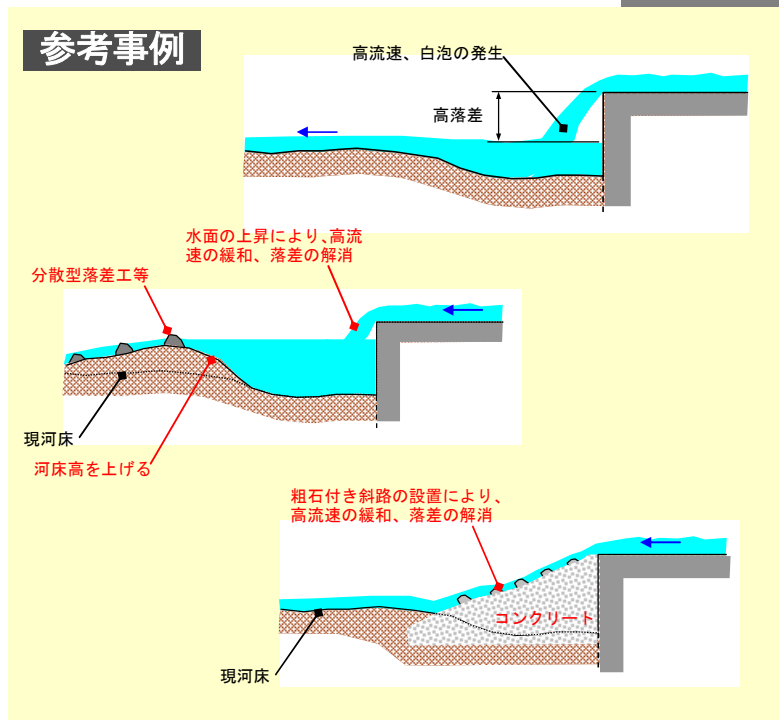 参考事例
高流速、白泡の発生
高落差
水面の上昇により、高流
速の緩和、落差の解消
分散型落差工等
現河床
河床高を上げる
粗石付き斜路の設置により、
高流速の緩和、落差の解消
コンクリート
現河床